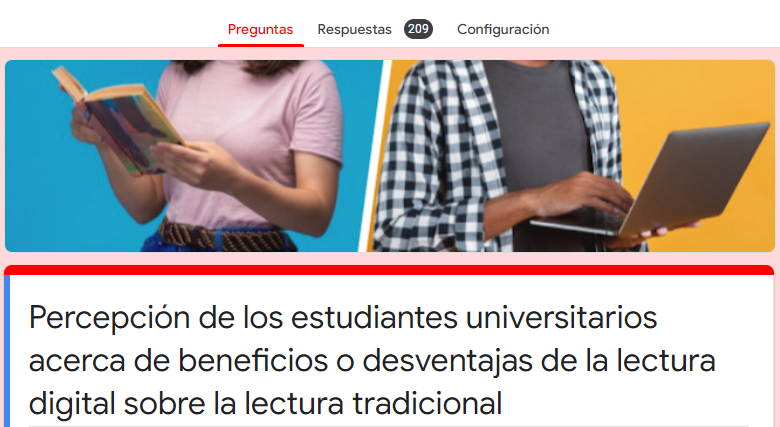 Preguntas Respuestas 209 Configuración
Percepción de los estudiantes universitarios
acerca de beneficios o desventajas de la lectura
digital sobre la lectura tradicional